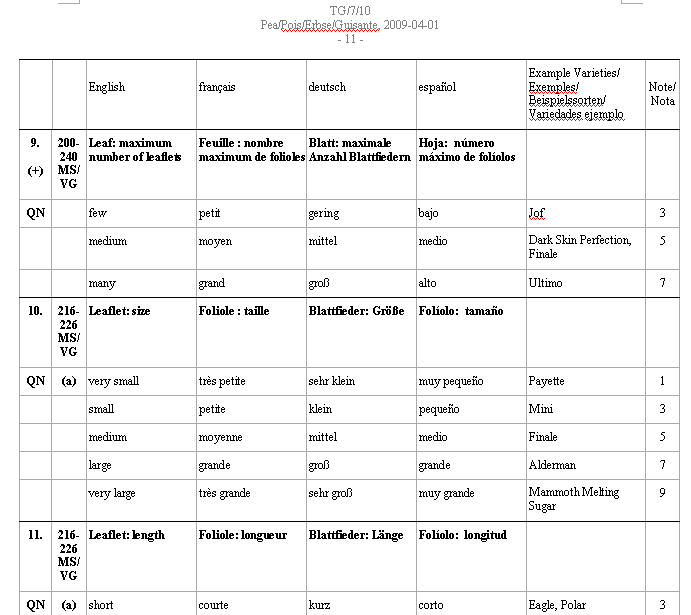 TG/7/10
Pea/Pois/Erbse/Guisante, 2009-04-01
- 11 -
English français deutsch español Example Varieties/ Exemples/ Beispielssorten/ Variedades ejemplo Note/ Nota
9. (+) 200-240 MS/ VG Leaf: maximum number of leaflets Feuille : nombre maximum de folioles Blatt: maximale Anzahl Blattfiedern Hoja: número máximo de folíolos
QN few petit gering bajo Jof 3
medium moyen mittel medio Dark Skin Perfection, Finale 5
many grand groß alto Ultimo 7
10. 216-226 MS/ VG Leaflet: size Foliole : taille Blattfieder: Größe Folíolo: tamaño
QN (a) very small très petite sehr klein muy pequeño Payette 1
small petite klein pequeño Mini 3
medium moyenne mittel medio Finale 5
large grande groß grande Alderman 7
very large très grande sehr groß muy grande Mammoth Melting Sugar 9
11. 216-226 MS/ VG Leaflet: length Foliole: longueur Blattfieder: Länge Folíolo: longitud
QN (a) short courte kurz corto Eagle, Polar 3